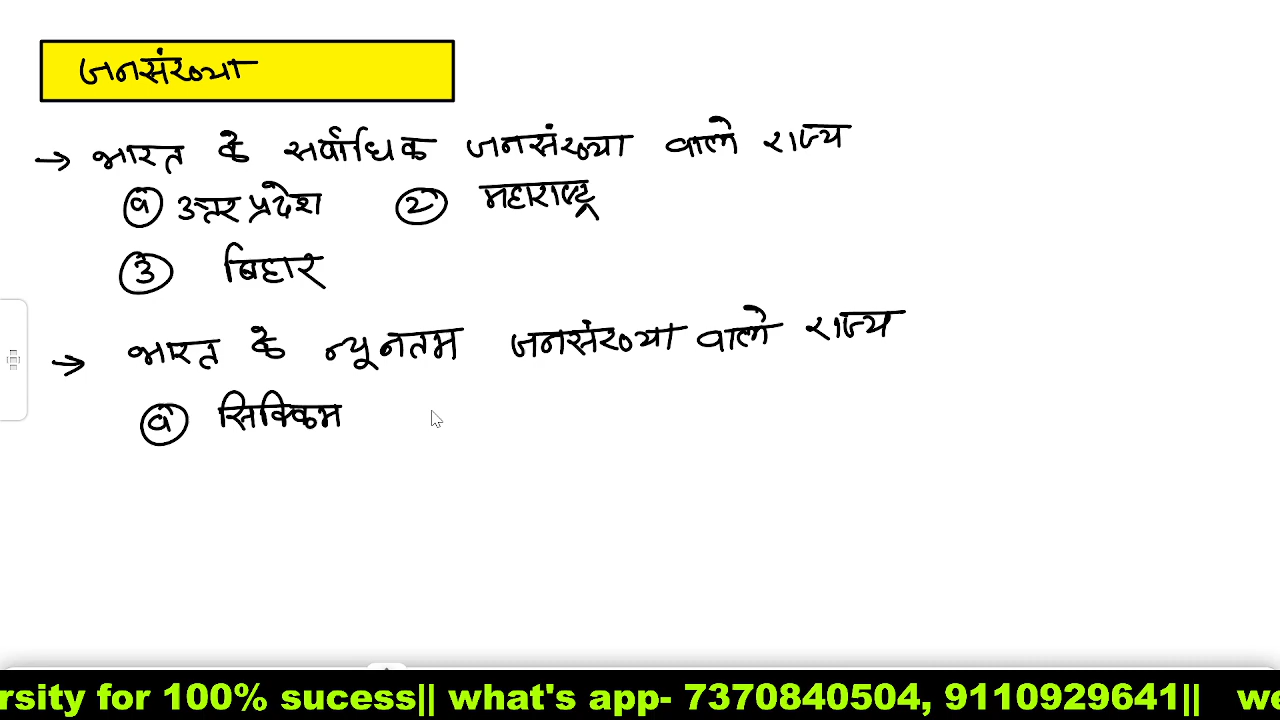 जनसंख्या
→ भारत के सर्वाधिक जनसंख्या वाले राज्य
① उत्तर प्रदेश ② महाराष्ट्र
③ बिहार
→ भारत के न्यूनतम जनसंख्या वाले राज्य
① सिक्किम
rsity for 100% sucess|| what's app- 7370840504, 9110929641|| we